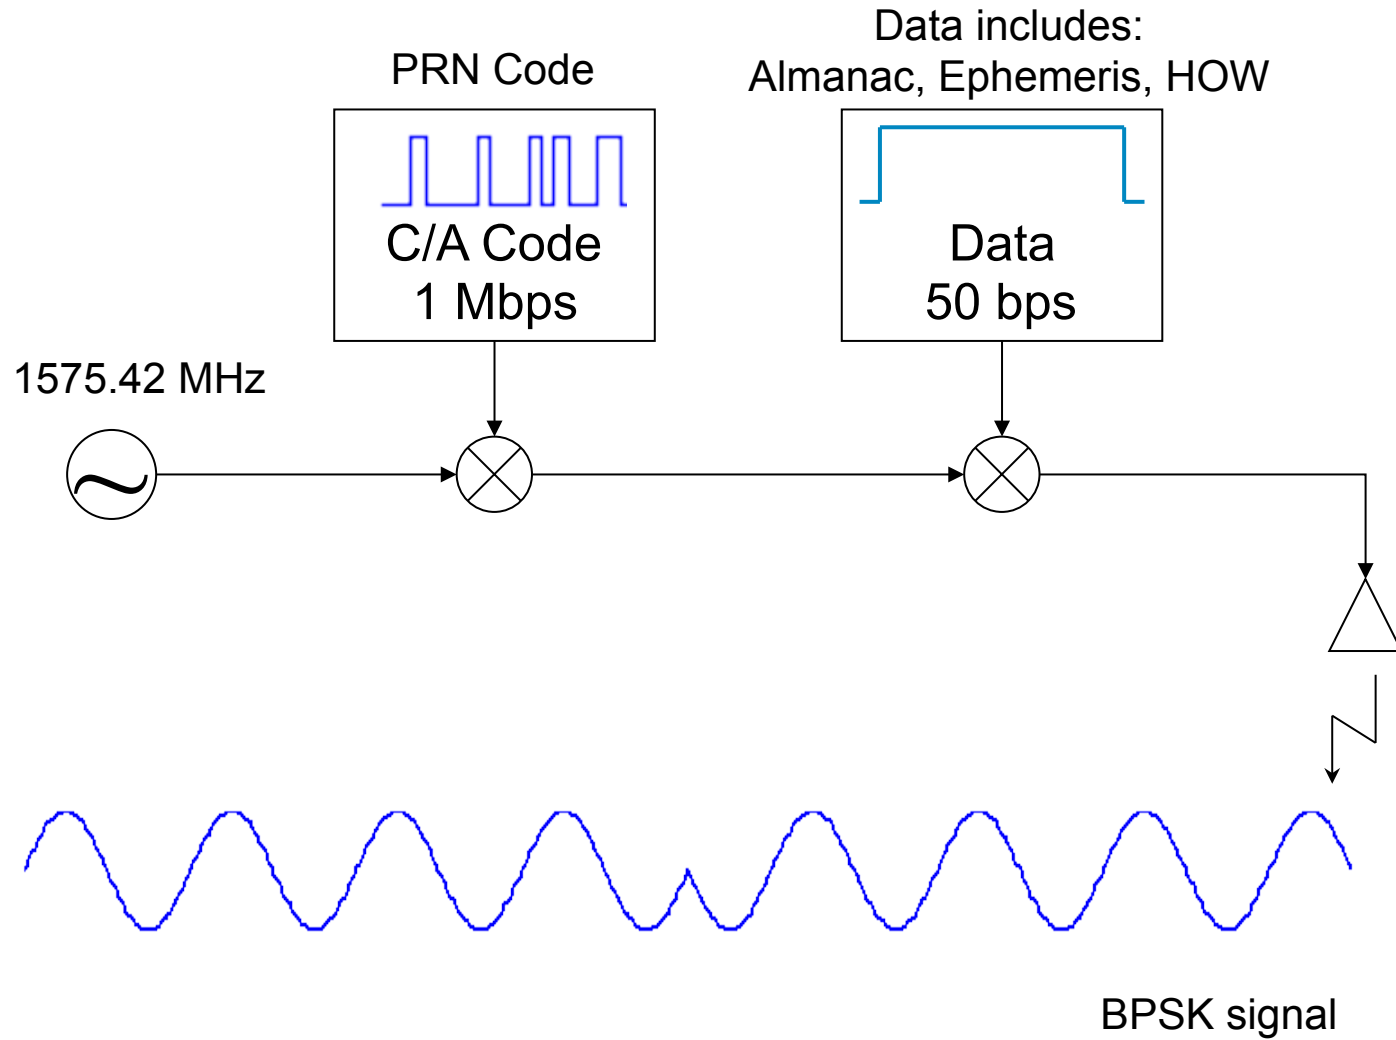 Data includes:
PRN Code
Almanac, Ephemeris, HOW
C/A Code
1 Mbps
Data
50 bps
1575.42 MHz
BPSK signal